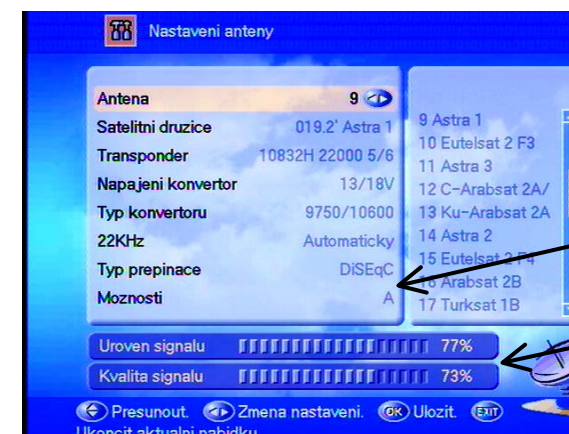 Nastaveni anteny
Antena 9
Satelitni druzice 019.2' Astra 1
Transponder 10832H 22000 5/6
Napajeni konvertor 13/18V
Typ konvertoru 9750/10600
22KHz Automaticky
Typ prepinace DiSEqC
Moznosti A
9 Astra 1
10 Eutelsat 2 F3
11 Astra 3
12 C-Arabsat 2A/
13 Ku-Arabsat 2A
14 Astra 2
15 Eutelsat 2 F4
16 Arabsat 2B
17 Turksat 1B
Uroven signalu 77%
Kvalita signalu 73%
Presunout. Zmena nastaveni. OK Ulozit. EXIT
Ukoncit aktualni nabidku